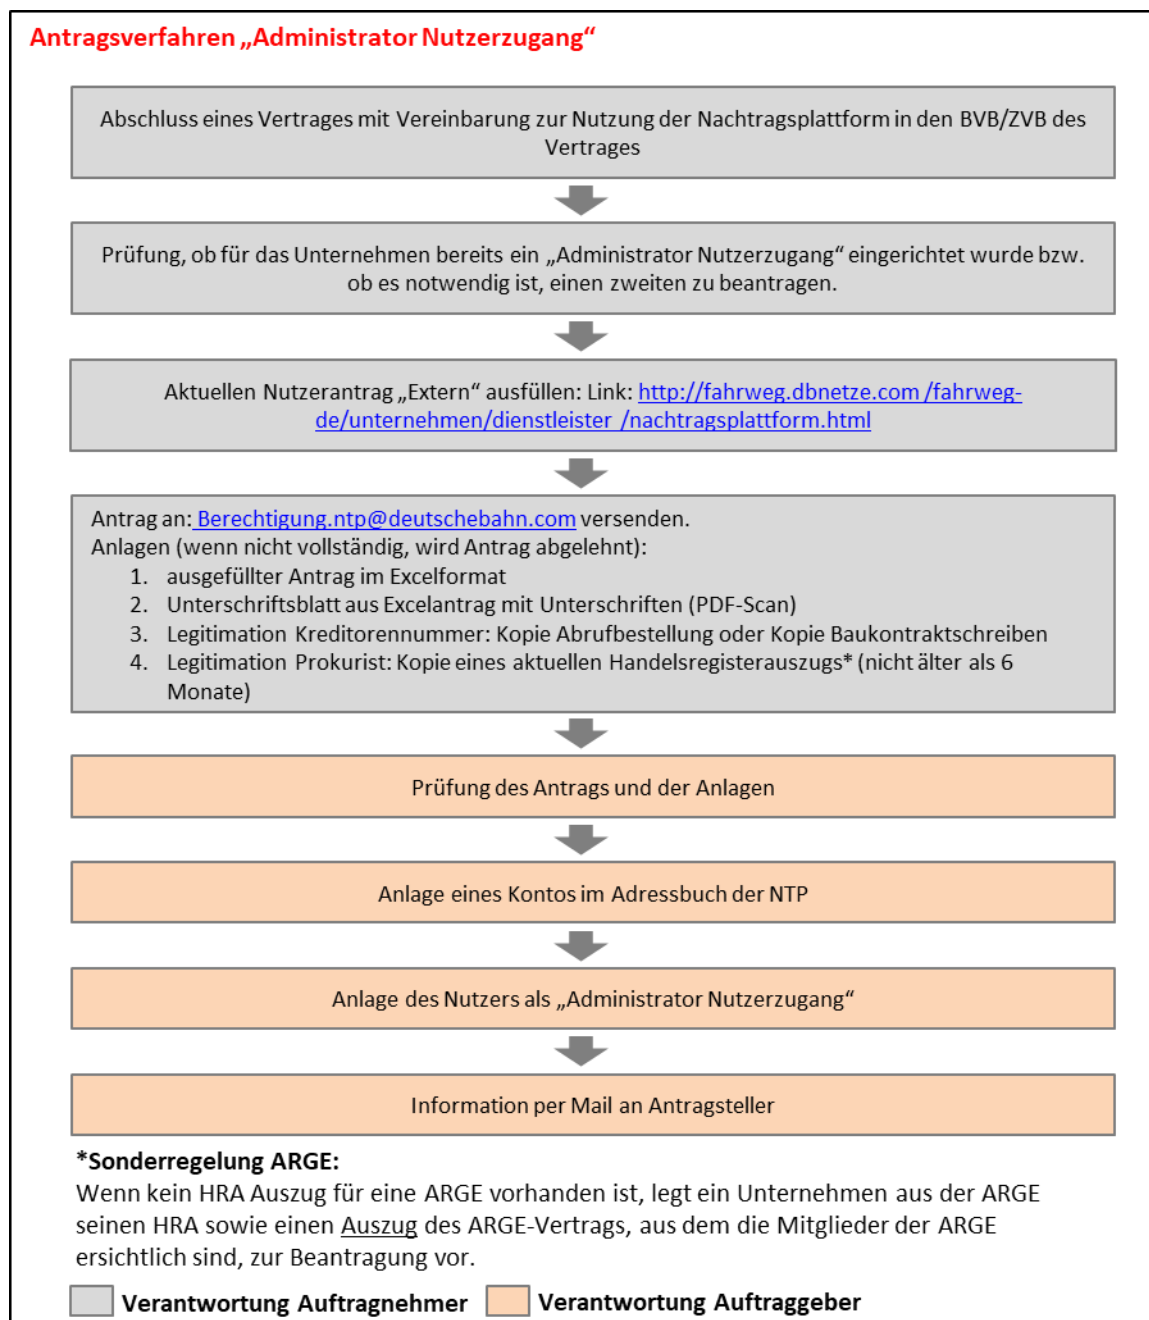 Antragsverfahren „Administrator Nutzerzugang“
Abschluss eines Vertrages mit Vereinbarung zur Nutzung der Nachtragsplattform in den BVB/ZVB des
Vertrages
Prüfung, ob für das Unternehmen bereits ein „Administrator Nutzerzugang“ eingerichtet wurde bzw.
ob es notwendig ist, einen zweiten zu beantragen.
Aktuellen Nutzerantrag „Extern“ ausfüllen: Link: http://fahrweg.dbnetze.com /fahrweg-
de/unternehmen/dienstleister /nachtragsplattform.html
Antrag an: Berechtigung.ntp@deutschebahn.com versenden.
Anlagen (wenn nicht vollständig, wird Antrag abgelehnt):
1. ausgefüllter Antrag im Excelformat
2. Unterschriftsblatt aus Excelantrag mit Unterschriften (PDF-Scan)
3. Legitimation Kreditorennummer: Kopie Abrufbestellung oder Kopie Baukontraktschreiben
4. Legitimation Prokurist: Kopie eines aktuellen Handelsregisterauszugs* (nicht älter als 6
Monate)
Prüfung des Antrags und der Anlagen
Anlage eines Kontos im Adressbuch der NTP
Anlage des Nutzers als „Administrator Nutzerzugang“
Information per Mail an Antragsteller
*Sonderregelung ARGE:
Wenn kein HRA Auszug für eine ARGE vorhanden ist, legt ein Unternehmen aus der ARGE
seinen HRA sowie einen Auszug des ARGE-Vertrags, aus dem die Mitglieder der ARGE
ersichtlich sind, zur Beantragung vor.
Verantwortung Auftragnehmer Verantwortung Auftraggeber